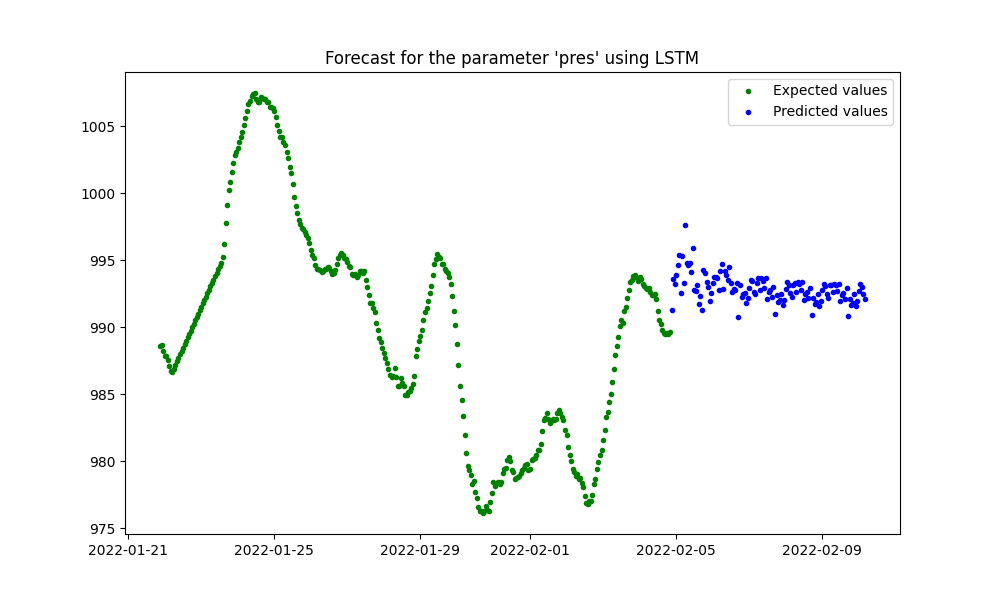 Forecast for the parameter 'pres' using LSTM
Expected values
Predicted values
1005
1000
995
990
985
980
975
2022-01-21 2022-01-25 2022-01-29 2022-02-01 2022-02-05 2022-02-09